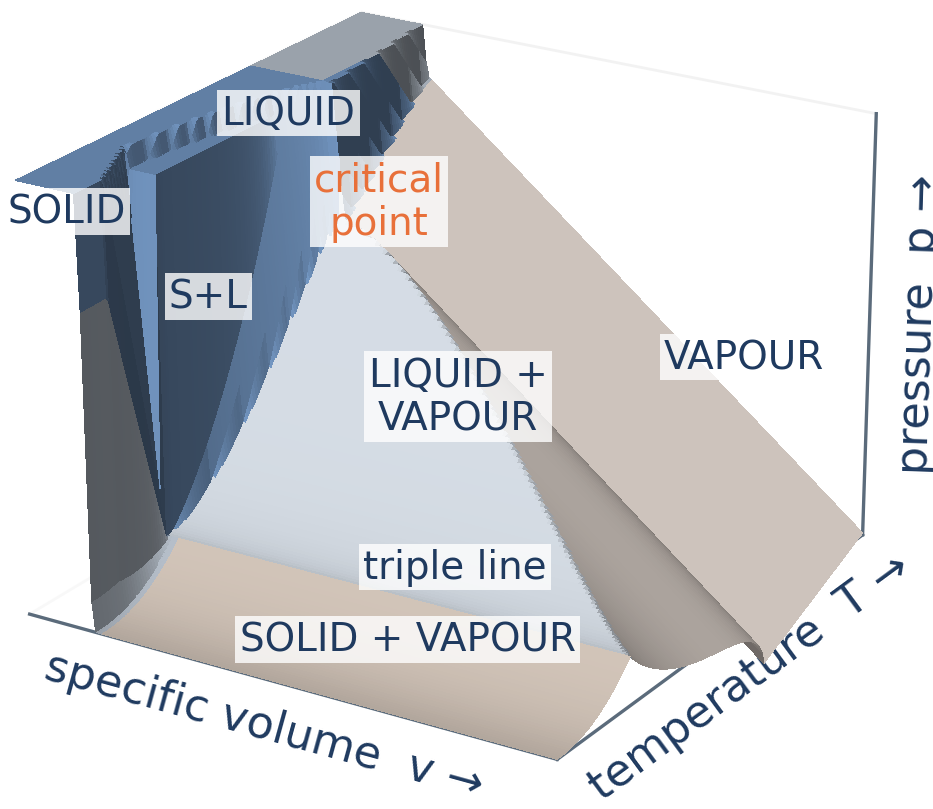 LIQUID
SOLID
critical
point
S+L
LIQUID +
VAPOUR
VAPOUR
pressure p →
triple line
SOLID + VAPOUR
specific volume v →
temperature T →